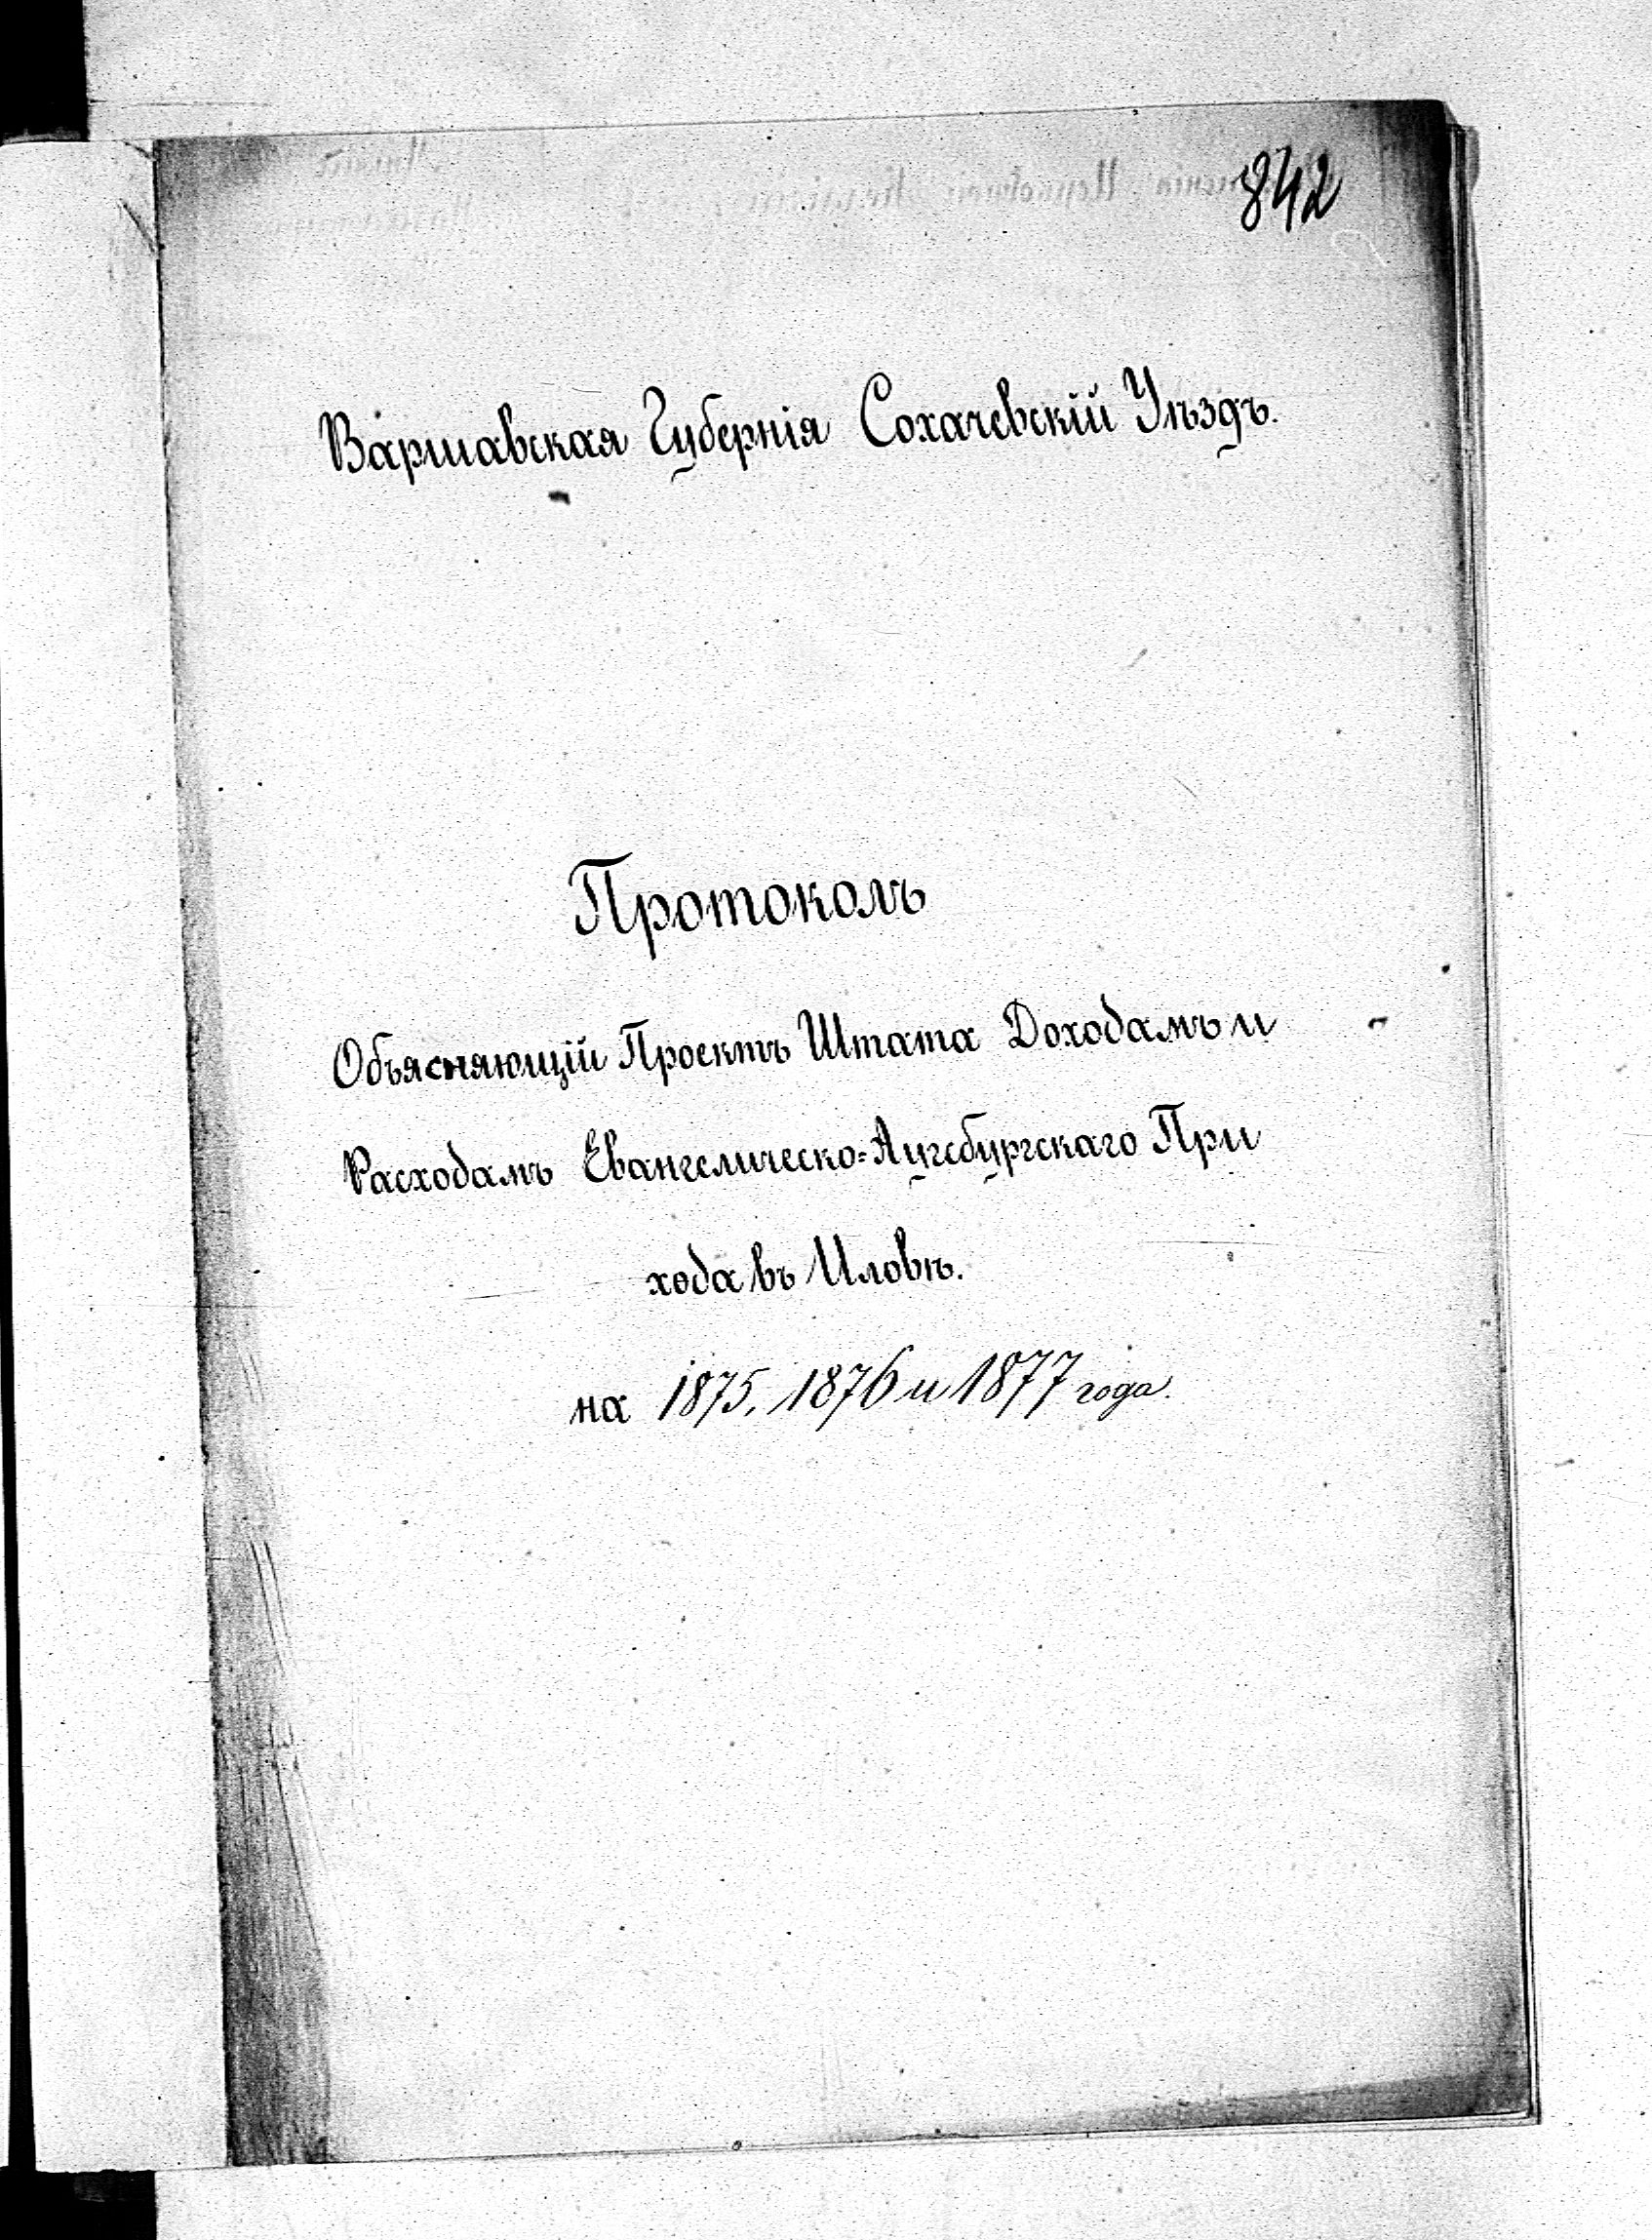 842
Варшавская Губернія Сохачевскій Уѣздъ.
Протоколъ
Объясняющій Проектъ Штата Доходамъ и
Расходамъ Евангелическо=Аугсбургскаго При
хода въ Иловѣ.
на 1875, 1876 и 1877 года.